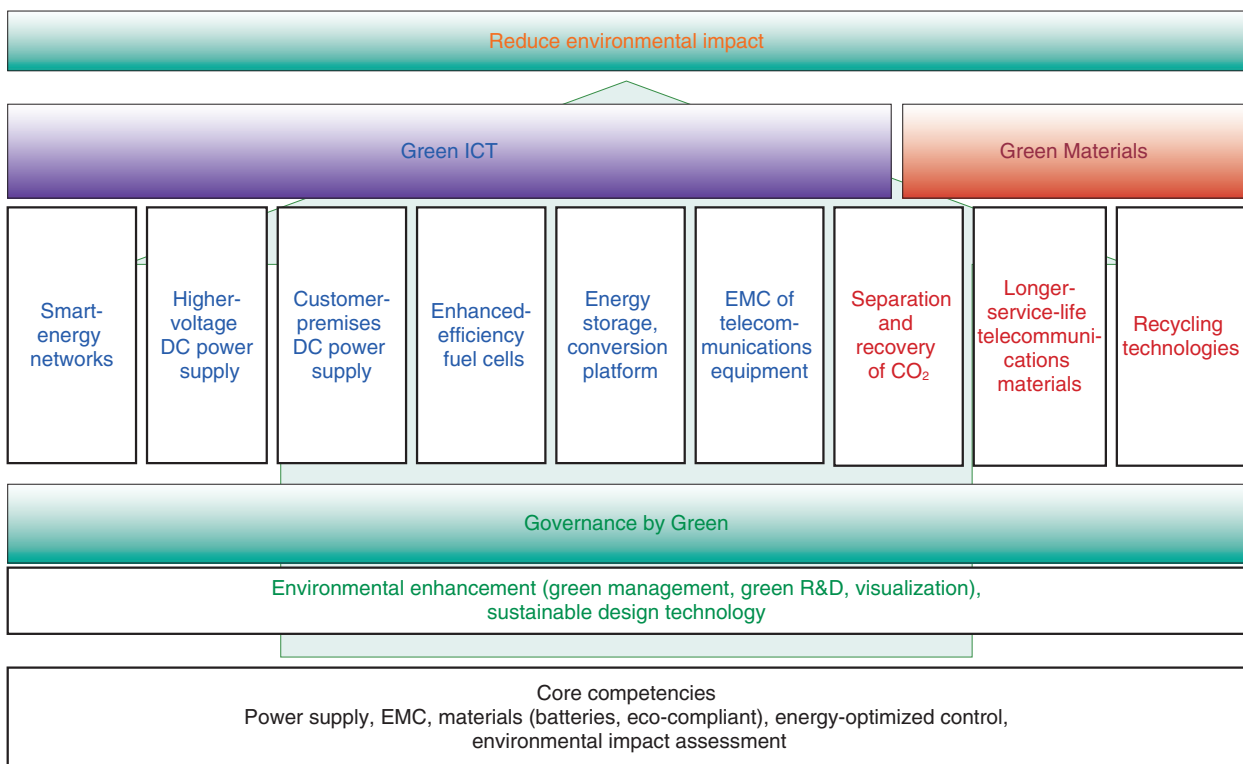 Reduce environmental impact
Green ICT
Green Materials
Smart-
energy
networks
Higher-
voltage
DC power
supply
Customer-
premises
DC power
supply
Enhanced-
efficiency
fuel cells
Energy
storage,
conversion
platform
EMC of
telecom-
munications
equipment
Separation
and
recovery
of CO₂
Longer-
service-life
telecommuni-
cations
materials
Recycling
technologies
Governance by Green
Environmental enhancement (green management, green R&D, visualization),
sustainable design technology
Core competencies
Power supply, EMC, materials (batteries, eco-compliant), energy-optimized control,
environmental impact assessment